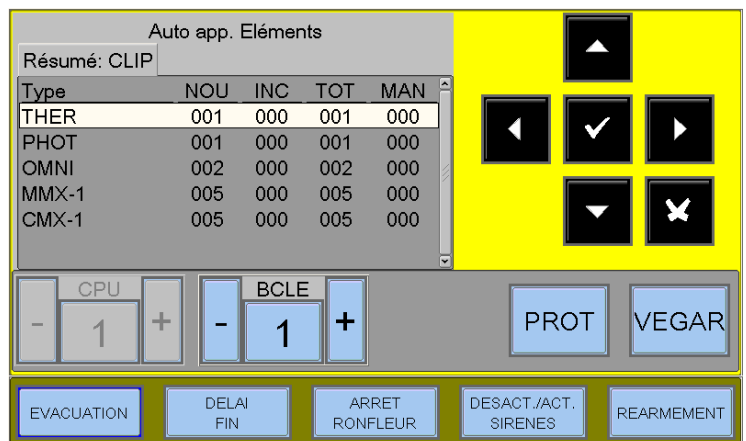 Auto app. Eléments
Résumé: CLIP
Type NOU INC TOT MAN
THER 001 000 001 000
PHOT 001 000 001 000
OMNI 002 000 002 000
MMX-1 005 000 005 000
CMX-1 005 000 005 000
CPU BCLE
- 1 + - 1 + PROT VEGAR
EVACUATION DELAI FIN ARRET RONFLEUR DESACT./ACT. SIRENES REARMEMENT